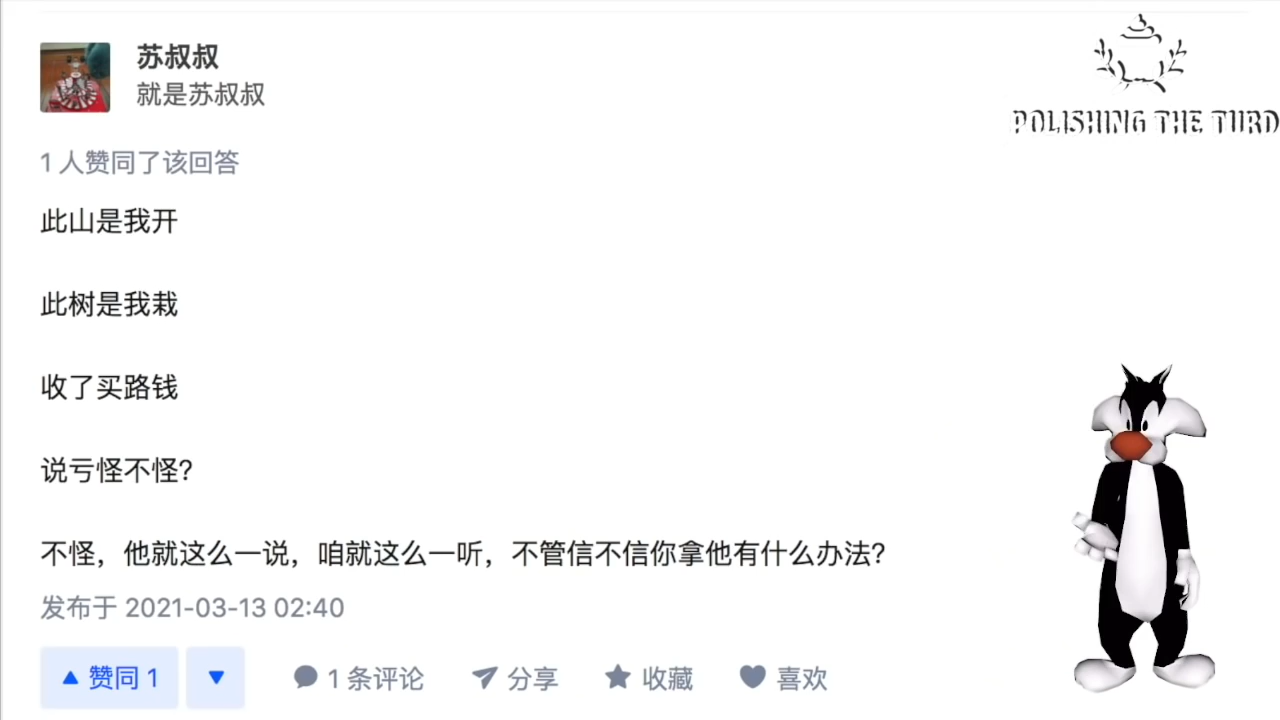 苏叔叔
就是苏叔叔
POLISHING THE TURD
1 人赞同了该回答
此山是我开
此树是我栽
收了买路钱
说亏怪不怪?
不怪，他就这么一说，咱就这么一听，不管信不信你拿他有什么办法?
发布于 2021-03-13 02:40
赞同 1
1 条评论
分享
收藏
喜欢